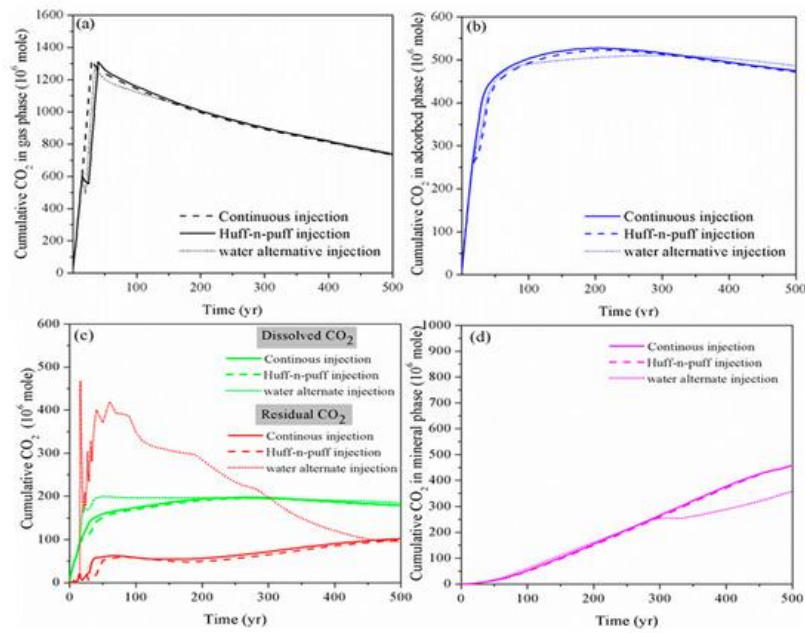 (a)
1600
1400
1200
1000
800
600
400
200
0
Cumulative CO2 in gas phase (10^6 mole)
Continuous injection
Huff-n-puff injection
water alternative injection
100
200
300
400
500
Time (yr)
(b)
600
500
400
300
200
100
0
Cumulative CO2 in adcorbed phase (10^6 mole)
Continuous injection
Huff-n-puff injection
water alternative injection
100
200
300
400
500
Time (yr)
(c)
600
500
400
300
200
100
0
Cumulative CO2 (10^6 mole)
Dissolved CO2
Continous injection
Huff-n-puff injection
water alternate injection
Residual CO2
Continous injection
Huff-n-puff injection
water alternate injection
0
100
200
300
400
500
Time (yr)
(d)
1000
900
800
700
600
500
400
300
200
100
0
Cumulative CO2 in mineral phase (10^6 mole)
Continuous injection
Huff-n-puff injection
water alternate injection
0
100
200
300
400
500
Time (yr)